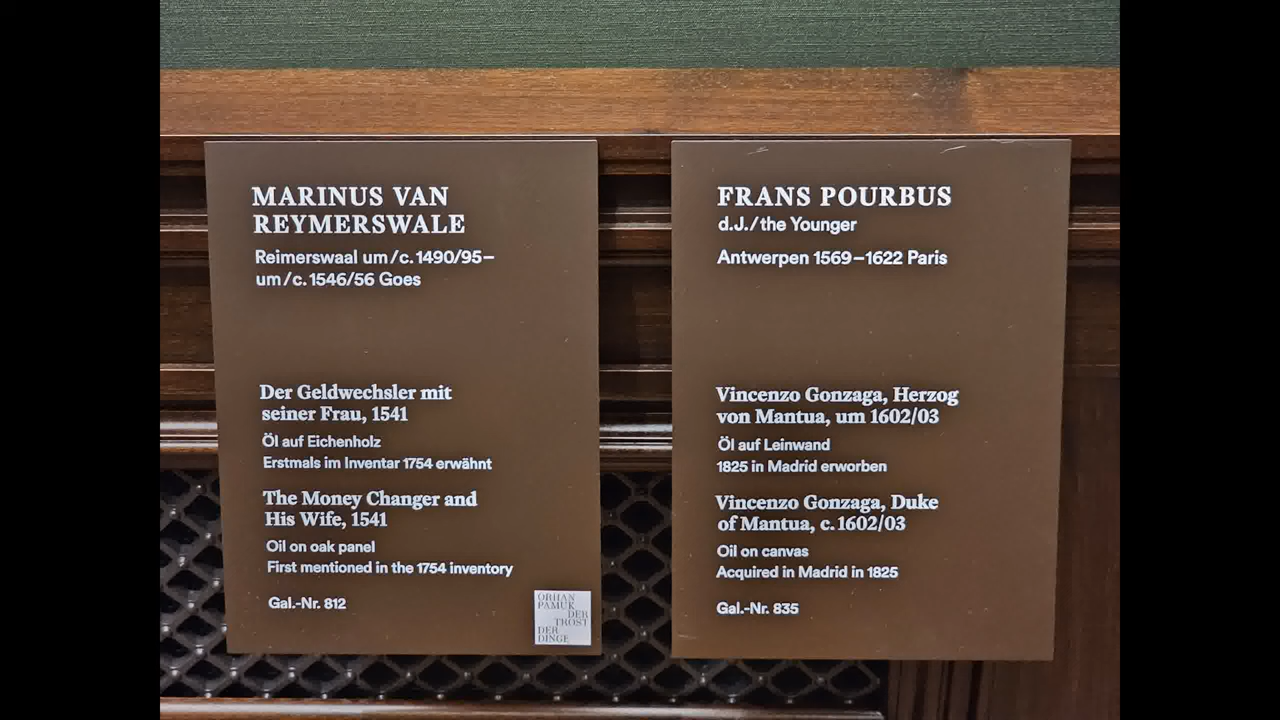 MARINUS VAN
REYMERSWALE
Reimerswaal um/c. 1490/95–
um/c. 1546/56 Goes
Der Geldwechsler mit
seiner Frau, 1541
Öl auf Eichenholz
Erstmals im Inventar 1754 erwähnt
The Money Changer and
His Wife, 1541
Oil on oak panel
First mentioned in the 1754 inventory
Gal.-Nr. 812
ORHAN
PAMUK
DER
TROST
DER
DINGE
FRANS POURBUS
d.J./the Younger
Antwerpen 1569–1622 Paris
Vincenzo Gonzaga, Herzog
von Mantua, um 1602/03
Öl auf Leinwand
1825 in Madrid erworben
Vincenzo Gonzaga, Duke
of Mantua, c. 1602/03
Oil on canvas
Acquired in Madrid in 1825
Gal.-Nr. 835